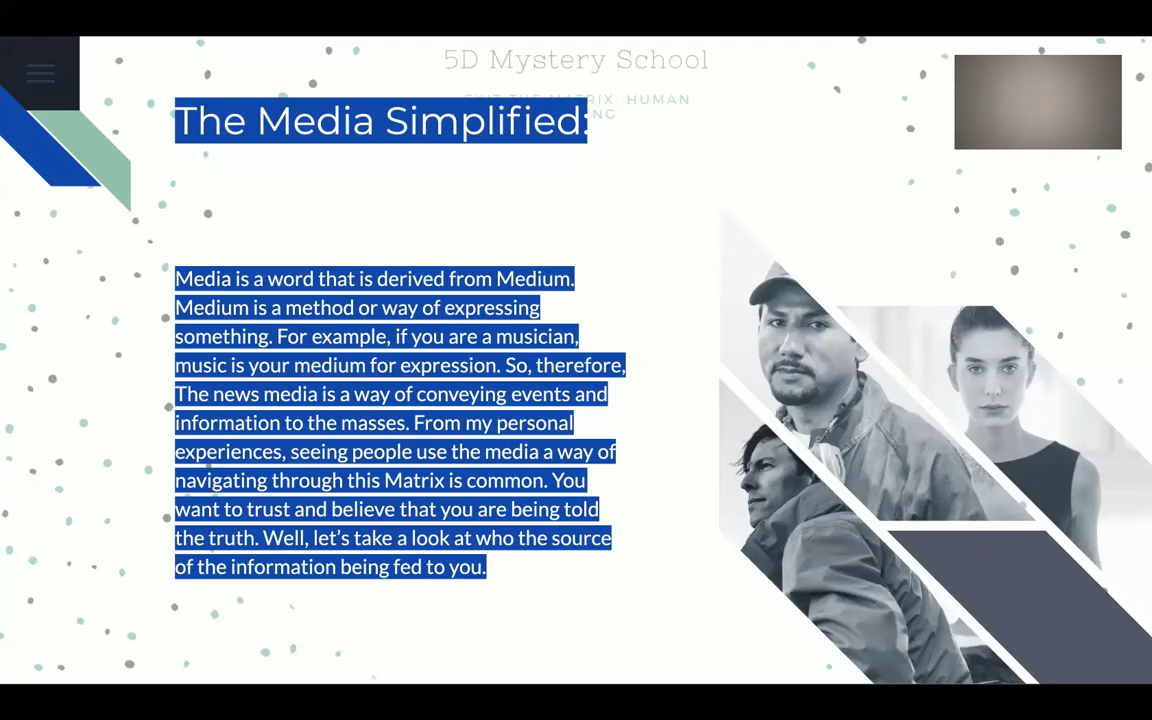 5D Mystery School
HUMAN
The Media Simplified:
Media is a word that is derived from Medium.
Medium is a method or way of expressing
something. For example, if you are a musician,
music is your medium for expression. So, therefore,
The news media is a way of conveying events and
information to the masses. From my personal
experiences, seeing people use the media a way of
navigating through this Matrix is common. You
want to trust and believe that you are being told
the truth. Well, let’s take a look at who the source
of the information being fed to you.